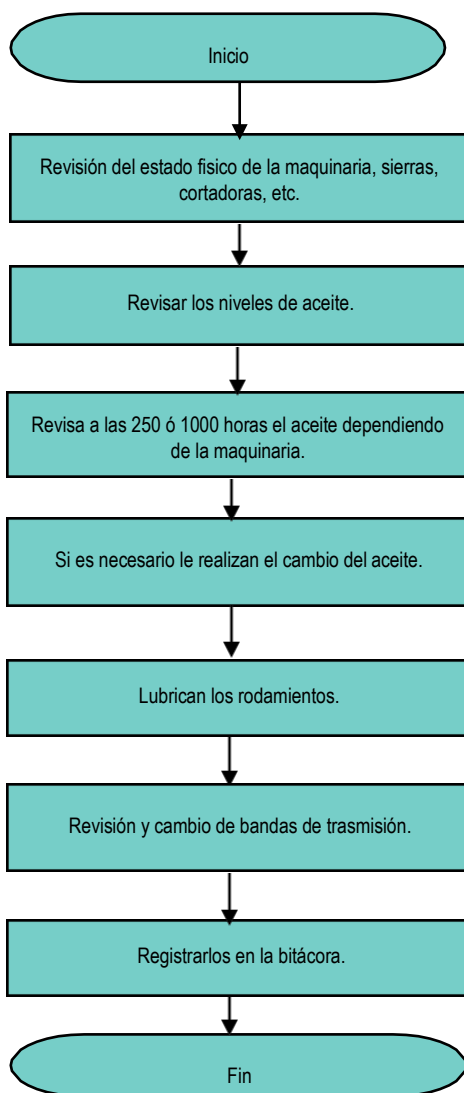 Inicio
Revisión del estado fisico de la maquinaria, sierras,
cortadoras, etc.
Revisar los niveles de aceite.
Revisa a las 250 ó 1000 horas el aceite dependiendo
de la maquinaria.
Si es necesario le realizan el cambio del aceite.
Lubrican los rodamientos.
Revisión y cambio de bandas de trasmisión.
Registrarlos en la bitácora.
Fin